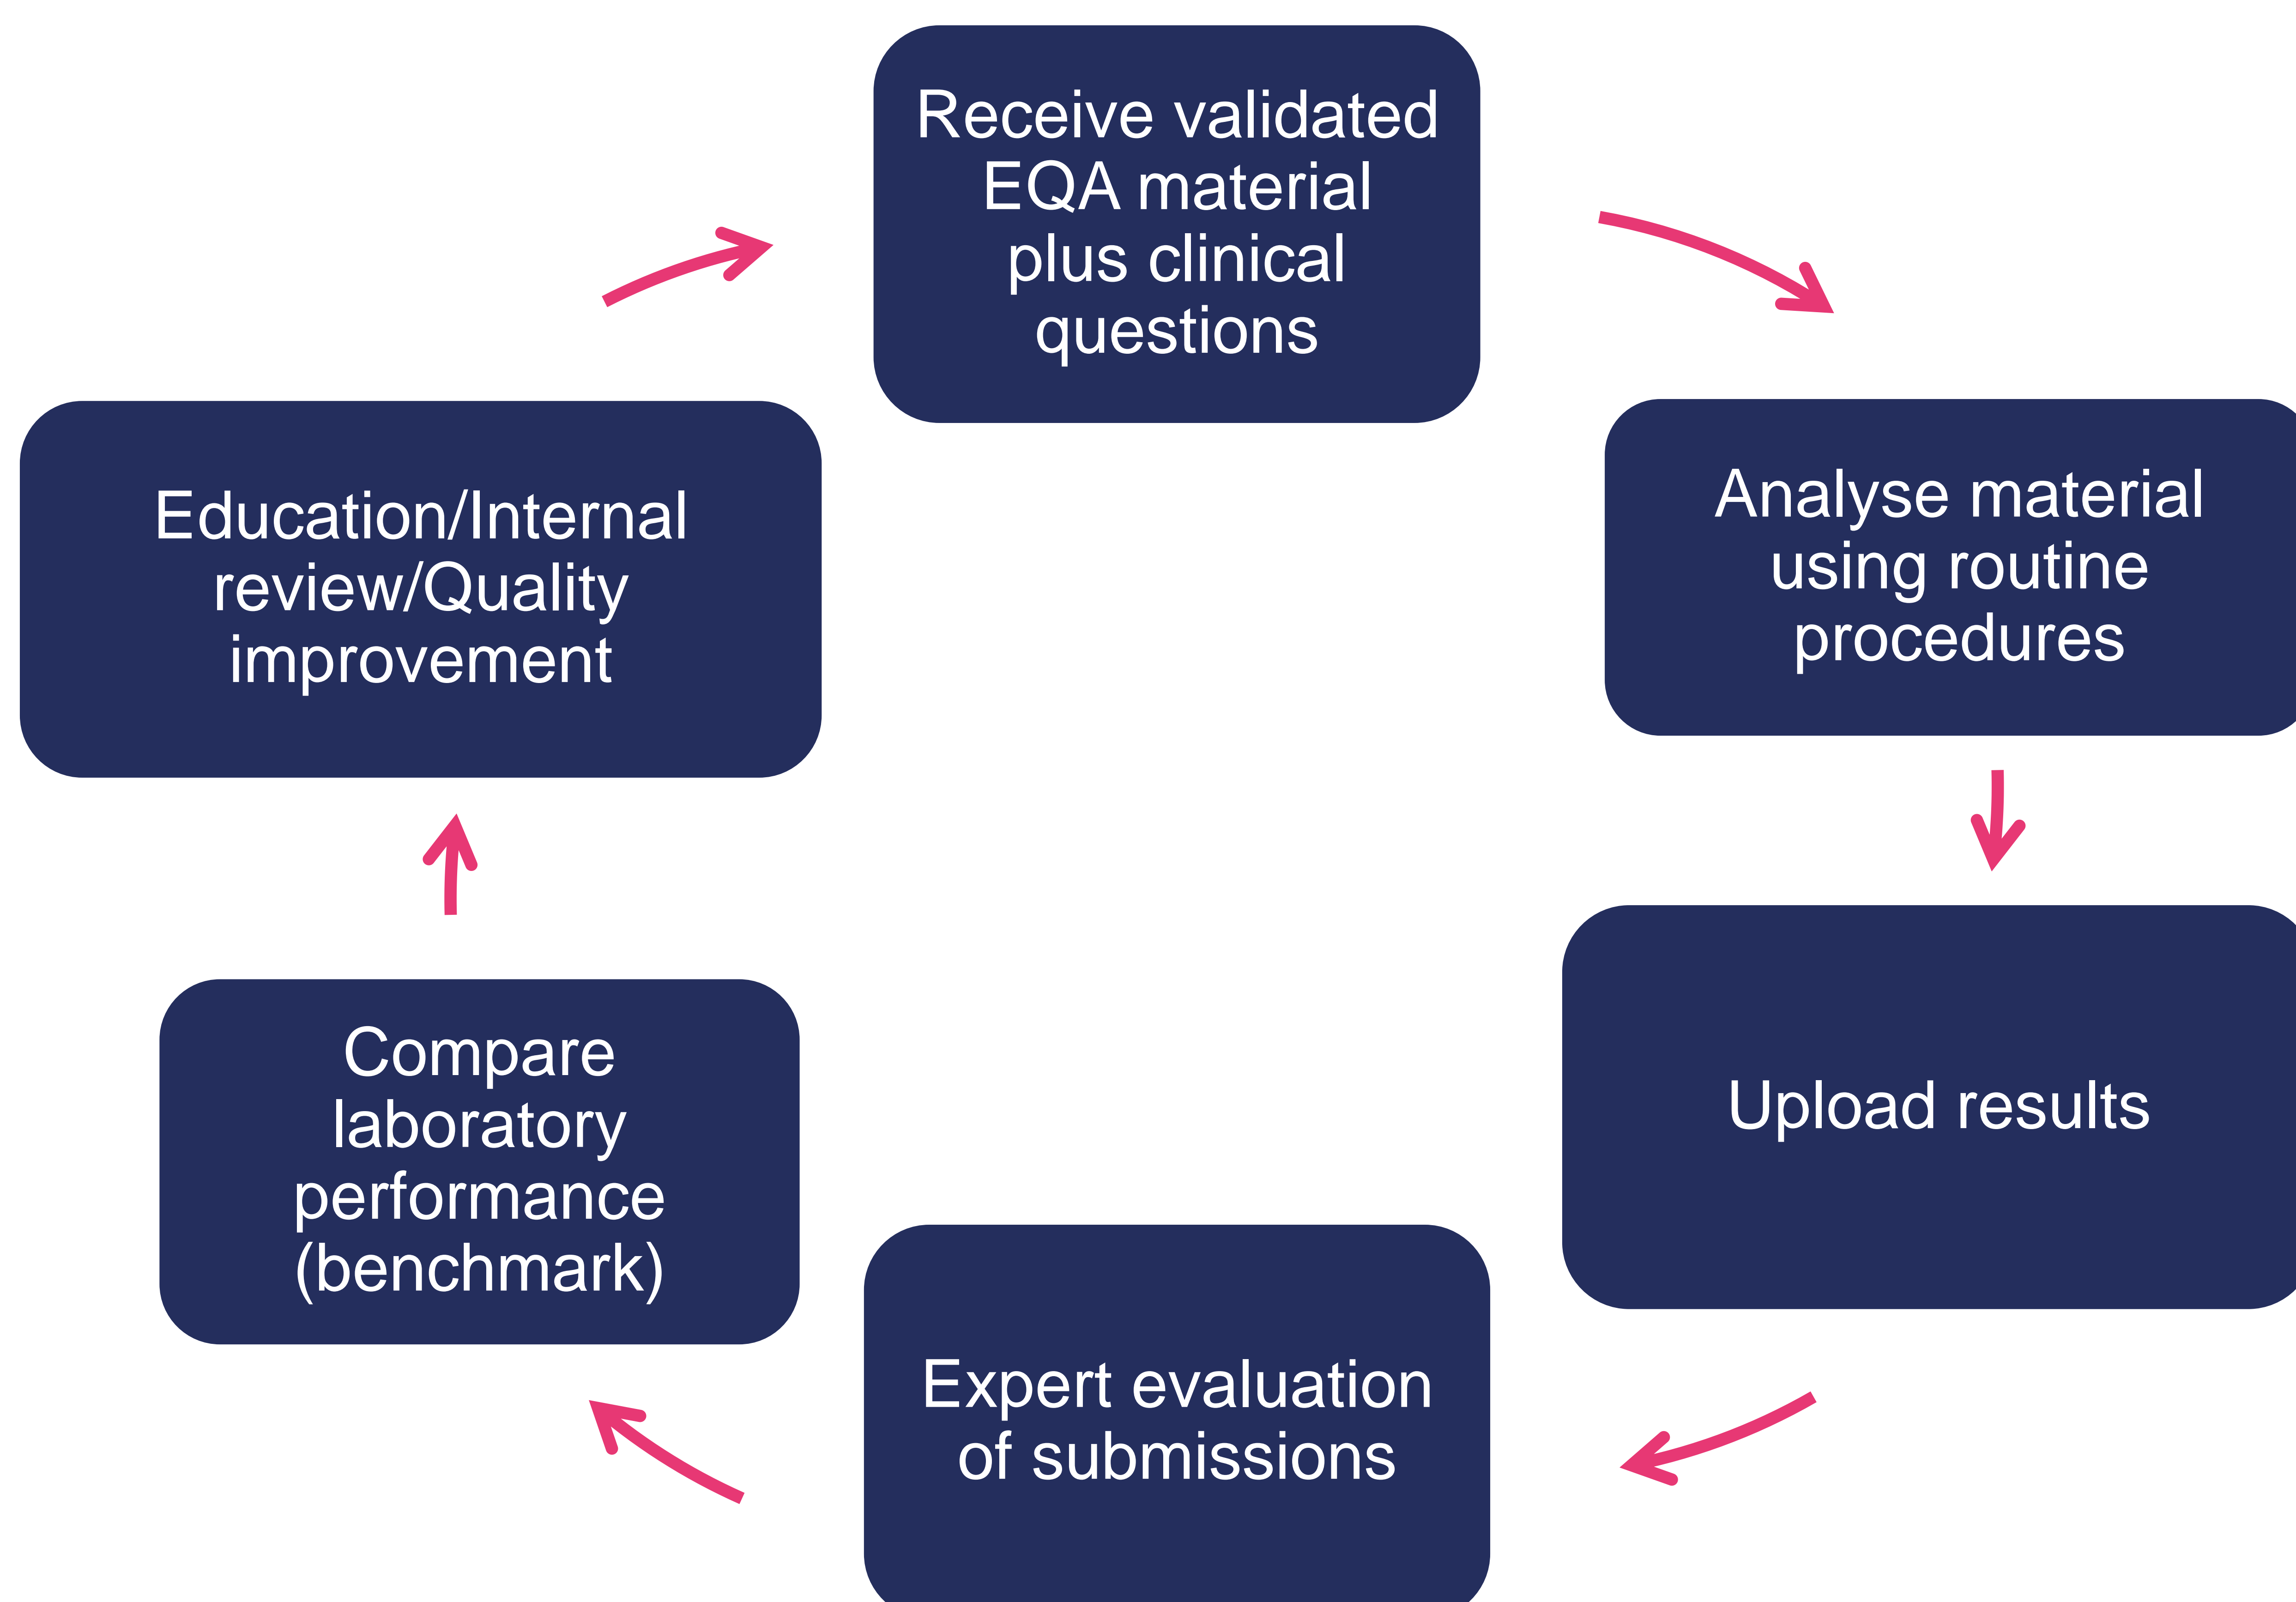 Receive validated
EQA material
plus clinical
questions
Analyse material
using routine
procedures
Upload results
Expert evaluation
of submissions
Compare
laboratory
performance
(benchmark)
Education/Internal
review/Quality
improvement